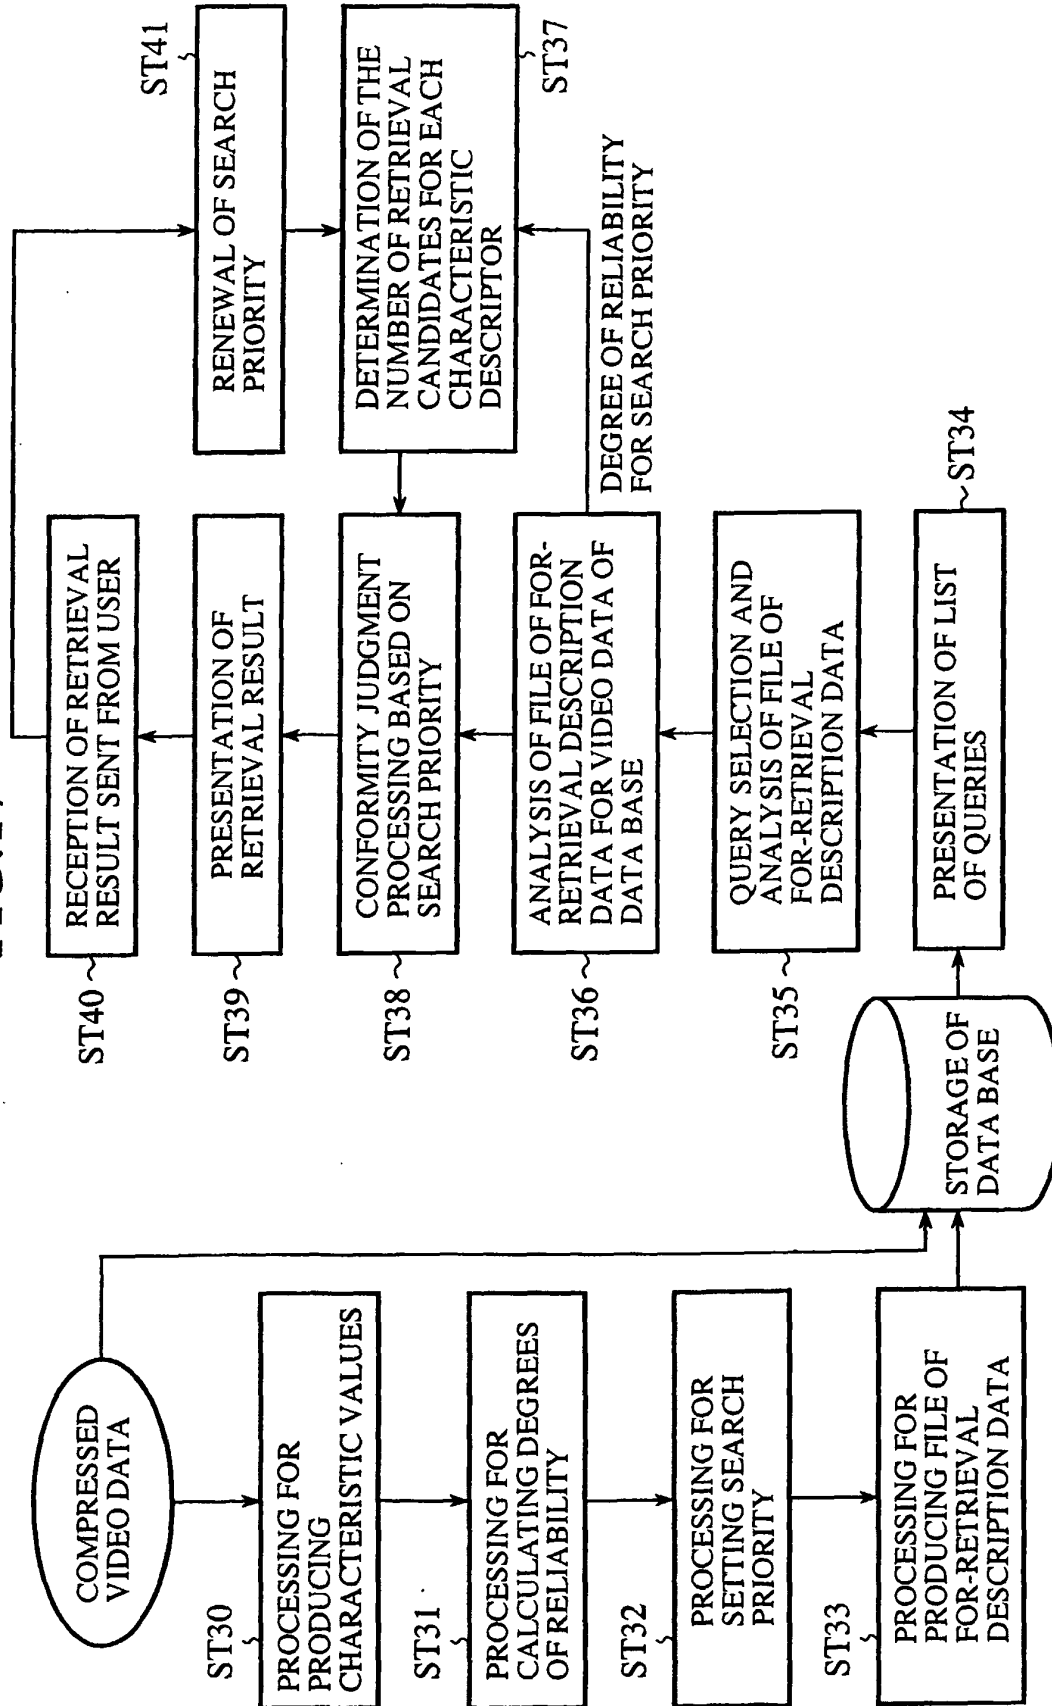 COMPRESSED
VIDEO DATA
ST30
PROCESSING FOR
PRODUCING
CHARACTERISTIC VALUES
ST31
PROCESSING FOR
CALCULATING DEGREES
OF RELIABILITY
ST32
PROCESSING FOR
SETTING SEARCH
PRIORITY
ST33
PROCESSING FOR
PRODUCING FILE OF
FOR-RETRIEVAL
DESCRIPTION DATA
STORAGE OF
DATA BASE
ST34
PRESENTATION OF LIST
OF QUERIES
ST35
QUERY SELECTION AND
ANALYSIS OF FILE OF
FOR-RETRIEVAL
DESCRIPTION DATA
ST36
ANALYSIS OF FILE OF FOR-
RETRIEVAL DESCRIPTION
DATA FOR VIDEO DATA OF
DATA BASE
DEGREE OF RELIABILITY
FOR SEARCH PRIORITY
ST37
DETERMINATION OF THE
NUMBER OF RETRIEVAL
CANDIDATES FOR EACH
CHARACTERISTIC
DESCRIPTOR
ST38
CONFORMITY JUDGMENT
PROCESSING BASED ON
SEARCH PRIORITY
ST39
PRESENTATION OF
RETRIEVAL RESULT
ST40
RECEPTION OF RETRIEVAL
RESULT SENT FROM USER
ST41
RENEWAL OF SEARCH
PRIORITY